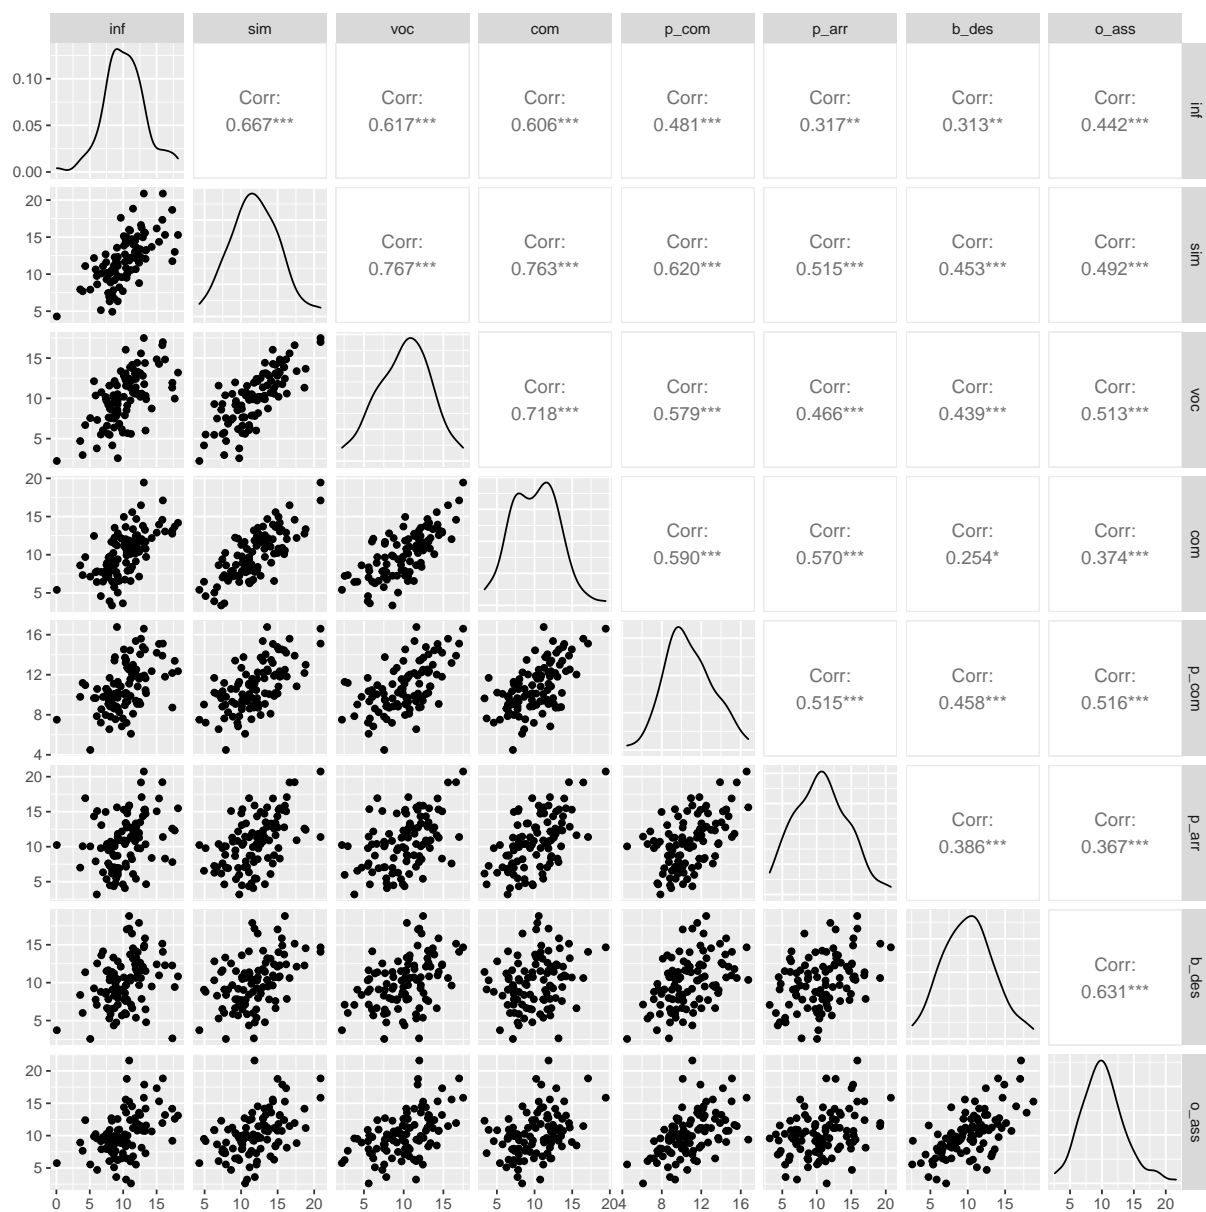 inf sim voc com p_com p_arr b_des o_ass
0.10
0.05
0.00
Corr: Corr: Corr: Corr: Corr: Corr: Corr:
0.667*** 0.617*** 0.606*** 0.481*** 0.317** 0.313** 0.442***
inf
20
15
10
5
Corr: Corr: Corr: Corr: Corr: Corr:
0.767*** 0.763*** 0.620*** 0.515*** 0.453*** 0.492***
sim
15
10
5
Corr: Corr: Corr: Corr: Corr:
0.718*** 0.579*** 0.466*** 0.439*** 0.513***
voc
20
15
10
5
Corr: Corr: Corr: Corr:
0.590*** 0.570*** 0.254* 0.374***
com
16
12
8
4
Corr: Corr: Corr:
0.515*** 0.458*** 0.516***
p_com
20
15
10
5
Corr: Corr:
0.386*** 0.367***
p_arr
15
10
5
Corr:
0.631***
b_des
20
15
10
5
o_ass
0 5 10 15 5 10 15 20 5 10 15 5 10 15 20 4 8 12 16 5 10 15 20 5 10 15 5 10 15 20